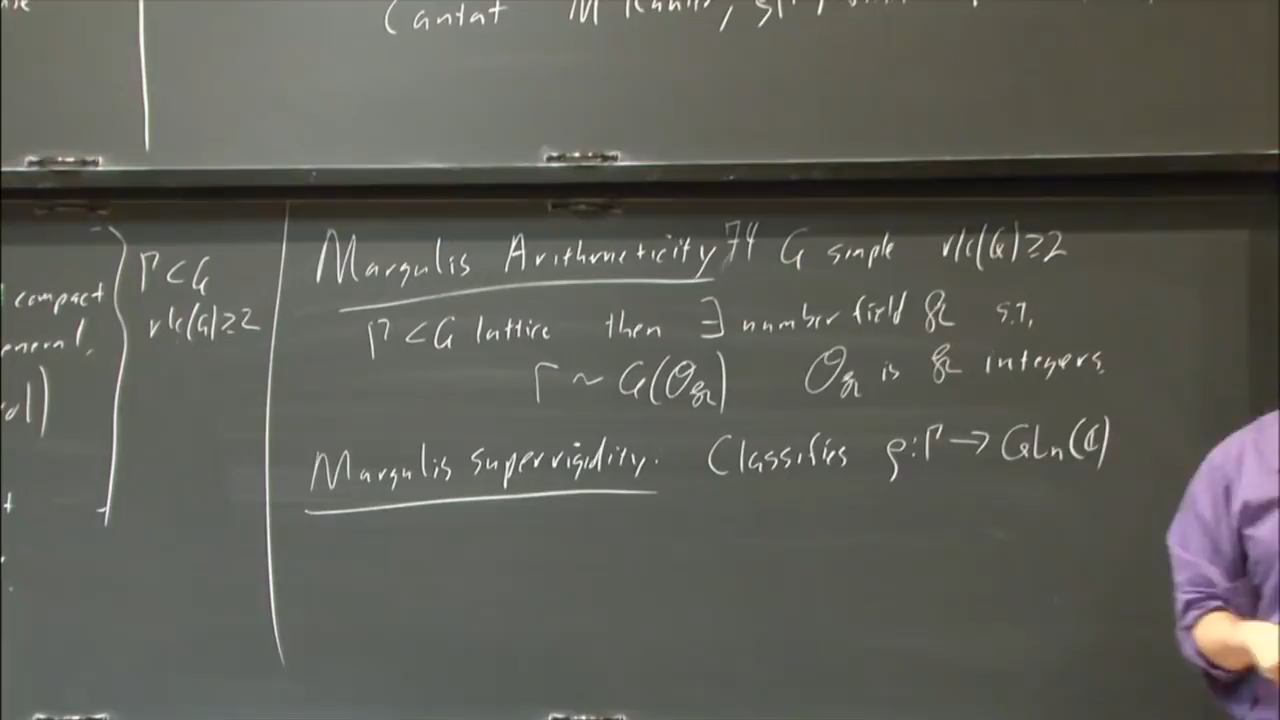 Cantat
compact
Γ < G
rk(G) ≥ 2
Margulis Arithmeticity 74 G simple rk(G) ≥ 2
Γ < G lattice then ∃ number field k s.t.
Γ ~ G(O_k) O_k is k integers.
Margulis superrigidity. Classifies ρ: Γ → GLn(ℂ)